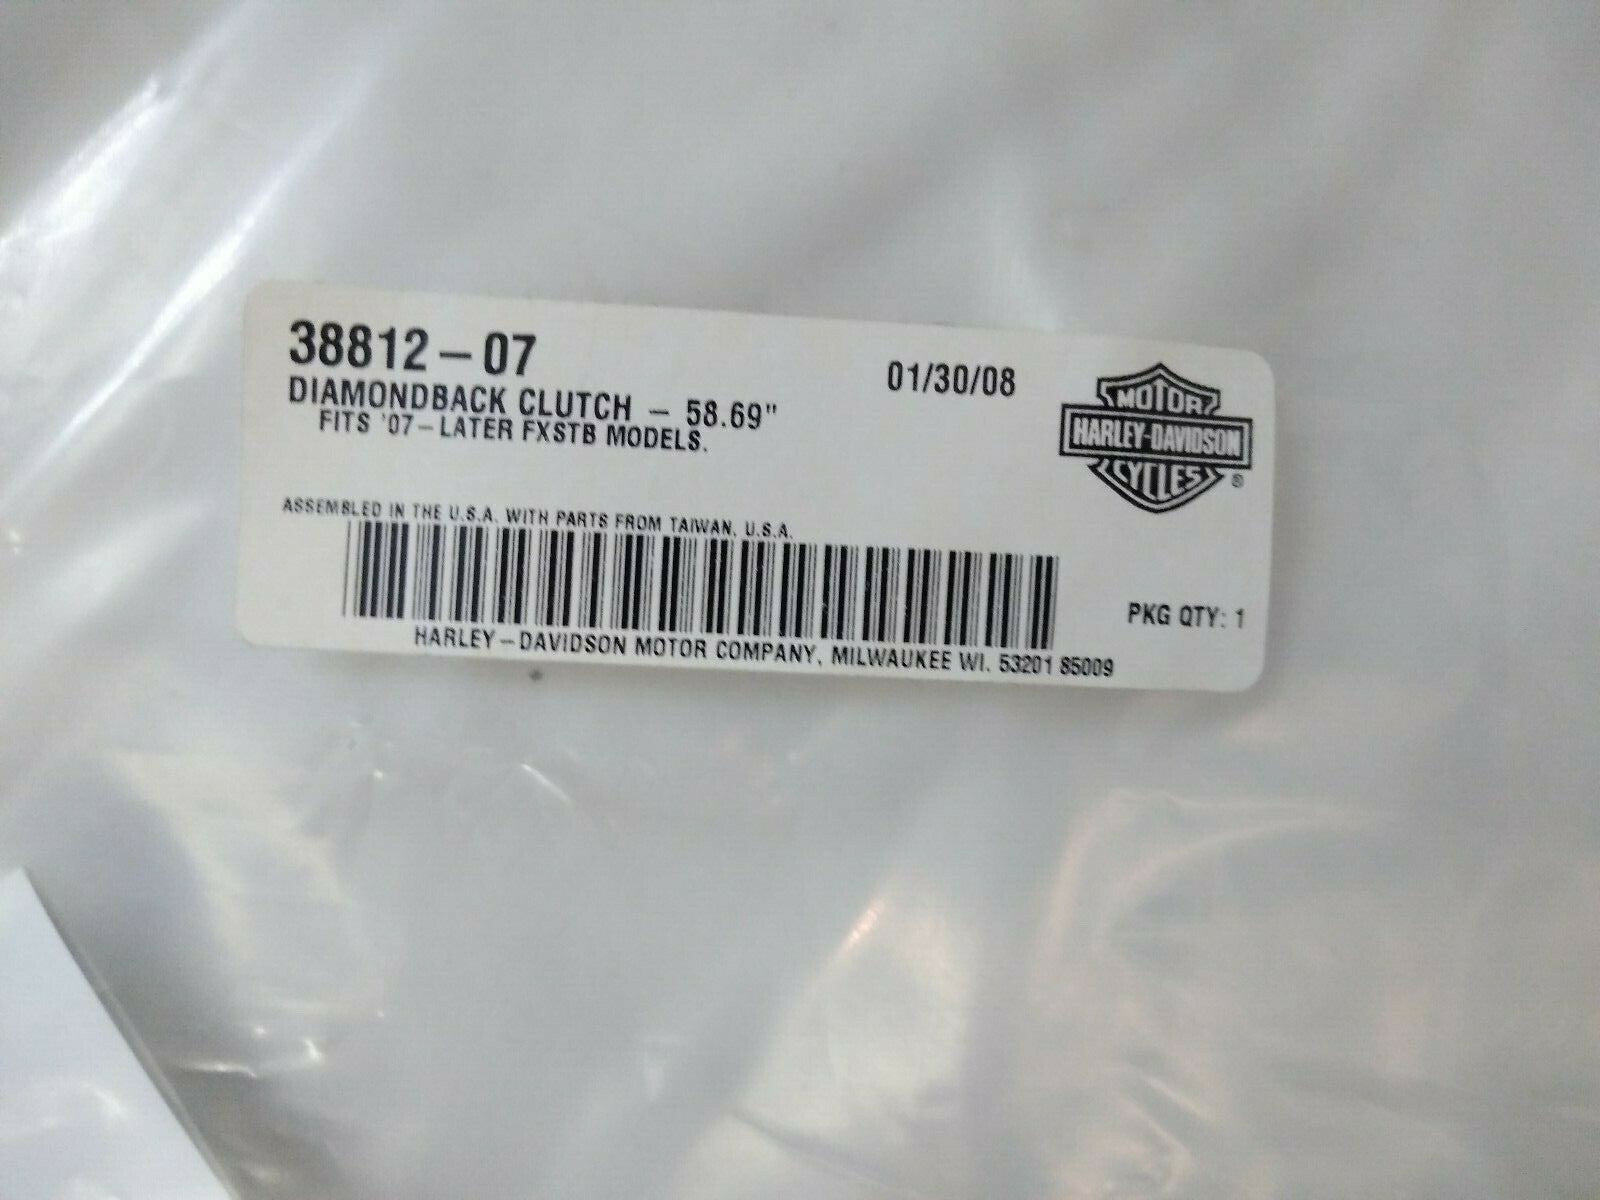 38812-07
DIAMONDBACK CLUTCH - 58.69"
FITS '07-LATER FXSTB MODELS.
01/30/08
MOTOR
HARLEY-DAVIDSON
CYCLES
®
ASSEMBLED IN THE U.S.A. WITH PARTS FROM TAIWAN, U.S.A.
PKG QTY: 1
HARLEY-DAVIDSON MOTOR COMPANY, MILWAUKEE WI. 53201 85009